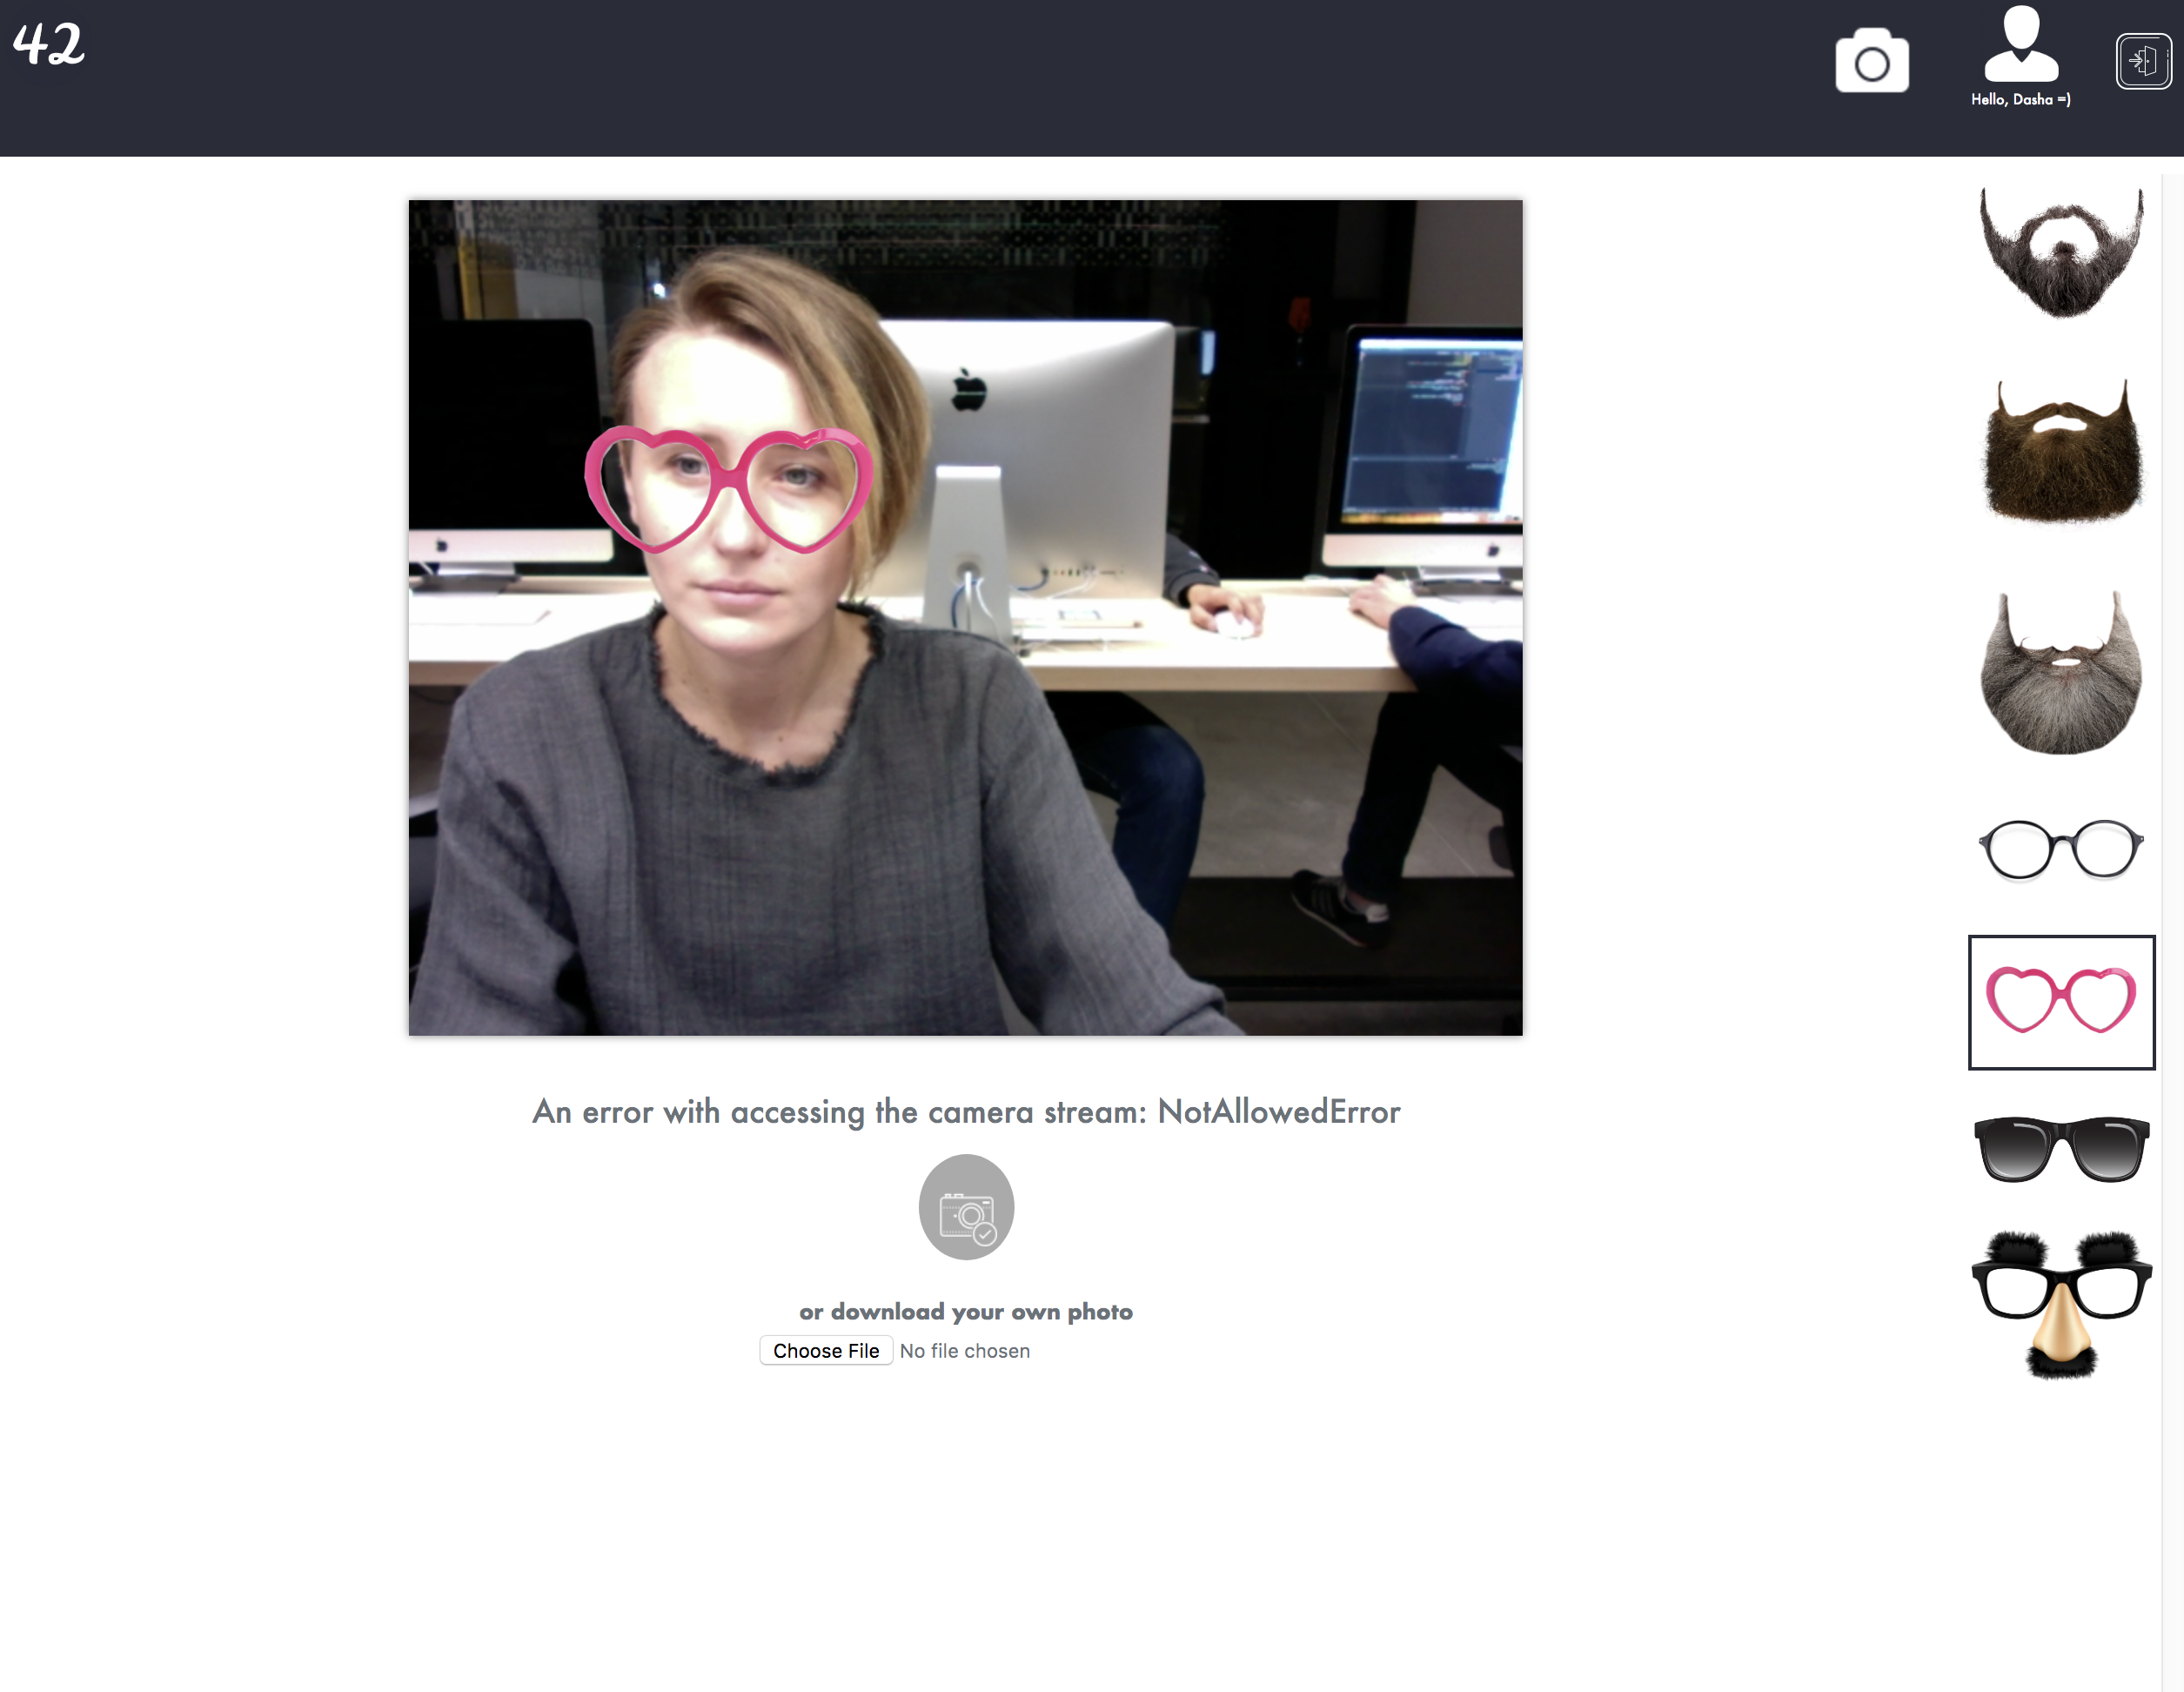 42
Hello, Dasha =)
An error with accessing the camera stream: NotAllowedError
or download your own photo
Choose File No file chosen